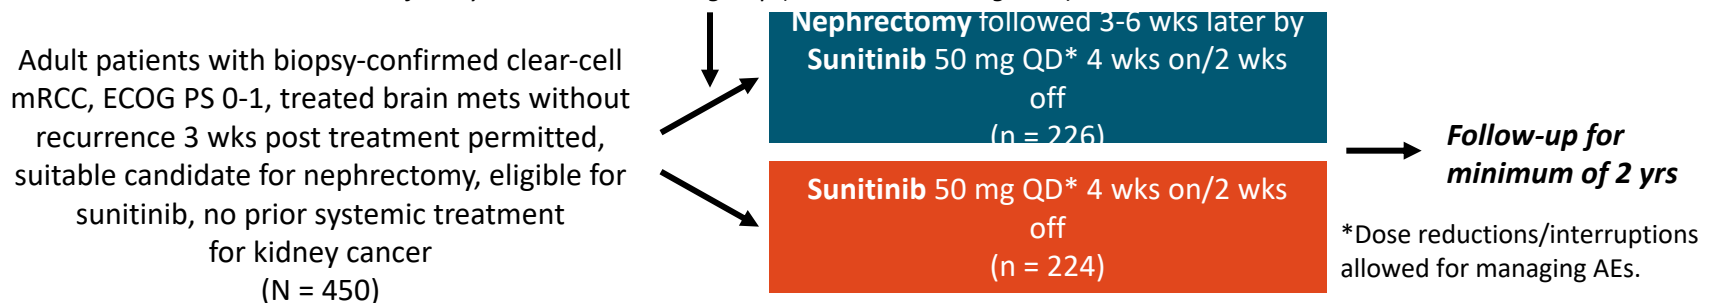 Nephrectomy followed 3-6 wks later by
Sunitinib 50 mg QD* 4 wks on/2 wks
off
(n = 226)
Adult patients with biopsy-confirmed clear-cell
mRCC, ECOG PS 0-1, treated brain mets without
recurrence 3 wks post treatment permitted,
suitable candidate for nephrectomy, eligible for
sunitinib, no prior systemic treatment
for kidney cancer
(N = 450)
Sunitinib 50 mg QD* 4 wks on/2 wks
off
(n = 224)
Follow-up for
minimum of 2 yrs
*Dose reductions/interruptions
allowed for managing AEs.